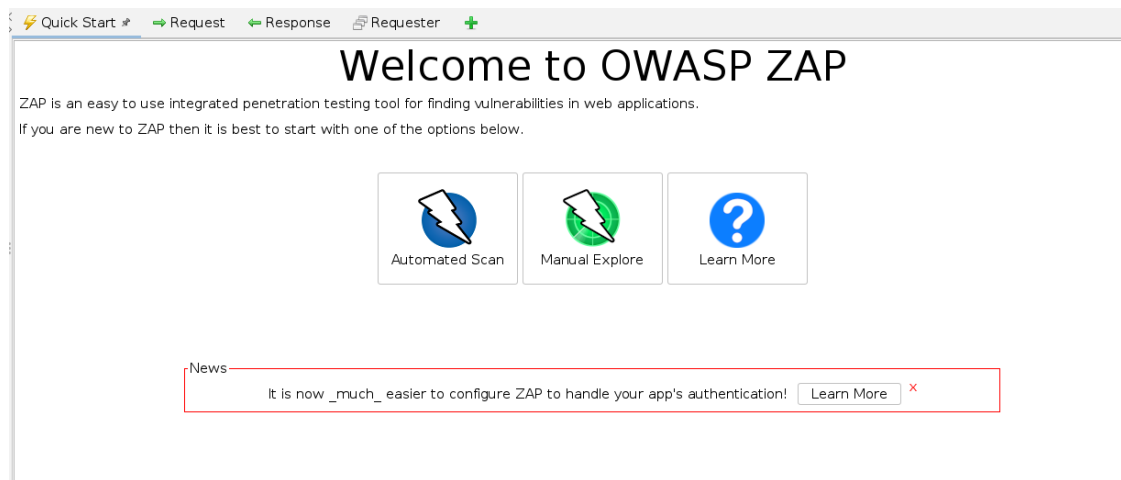 Quick Start Request Response Requester
Welcome to OWASP ZAP
ZAP is an easy to use integrated penetration testing tool for finding vulnerabilities in web applications.
If you are new to ZAP then it is best to start with one of the options below.
Automated Scan Manual Explore Learn More
News
It is now _much_ easier to configure ZAP to handle your app's authentication! Learn More x